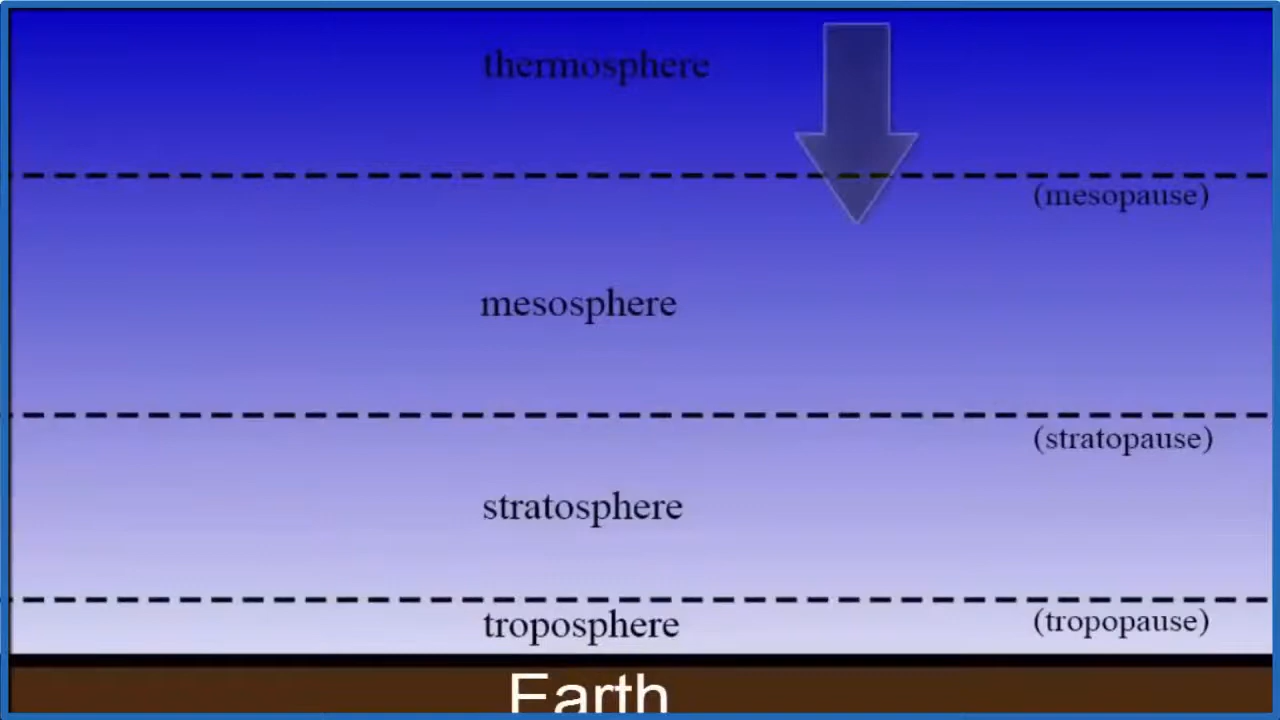 thermosphere
(mesopause)
mesosphere
(stratopause)
stratosphere
troposphere
(tropopause)
Earth